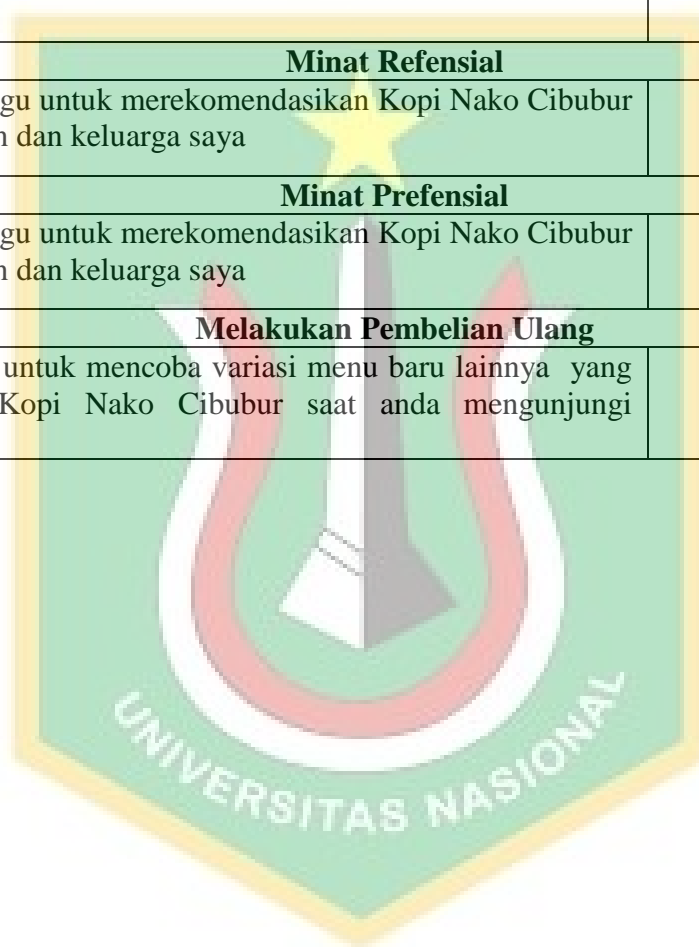 Minat Refensial
gu untuk merekomendasikan Kopi Nako Cibubur
n dan keluarga saya
Minat Prefensial
gu untuk merekomendasikan Kopi Nako Cibubur
n dan keluarga saya
Melakukan Pembelian Ulang
untuk mencoba variasi menu baru lainnya yang
Kopi Nako Cibubur saat anda mengunjungi
UNIVERSITAS NASIONAL